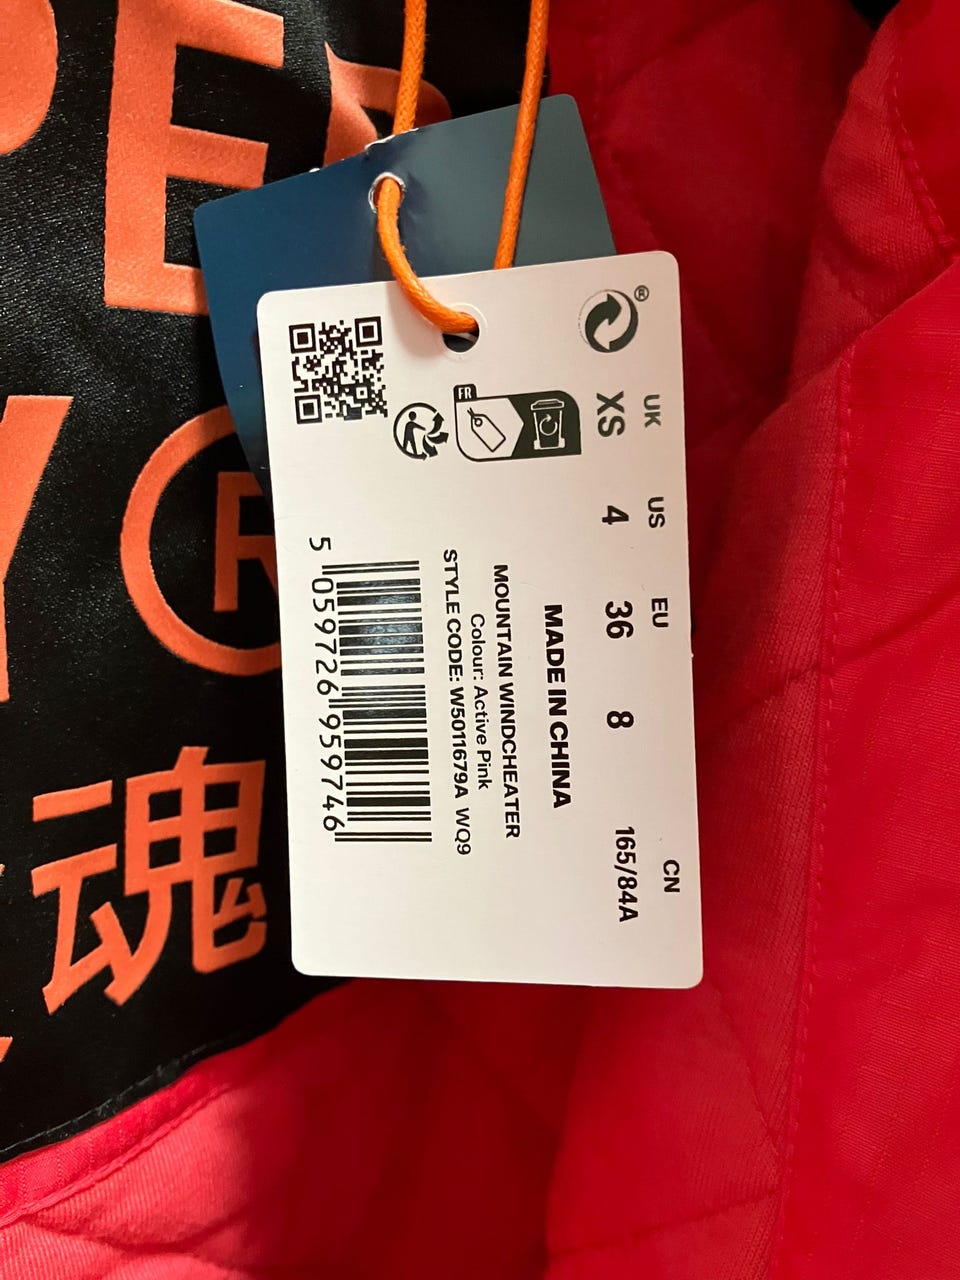 PER
Y®
魂
®
UK US EU CN
XS 4 36 8 165/84A
FR
MADE IN CHINA
MOUNTAIN WINDCHEATER
Colour: Active Pink
STYLE CODE: W5011679A WQ9
5 059726 959746